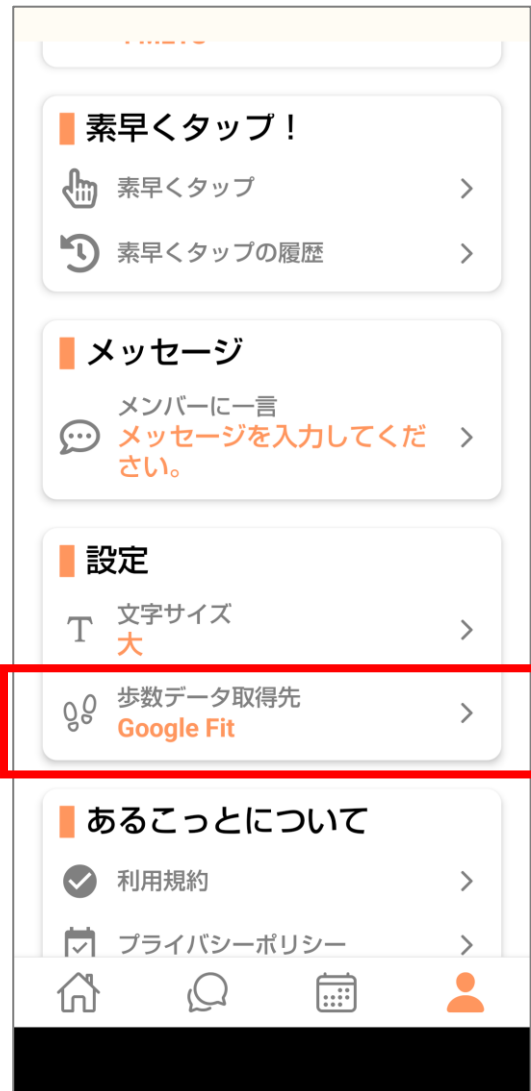 素早くタップ！
素早くタップ
素早くタップの履歴
メッセージ
メンバーに一言
メッセージを入力してくだ
さい。
設定
文字サイズ
大
歩数データ取得先
Google Fit
あるこっとについて
利用規約
プライバシーポリシー